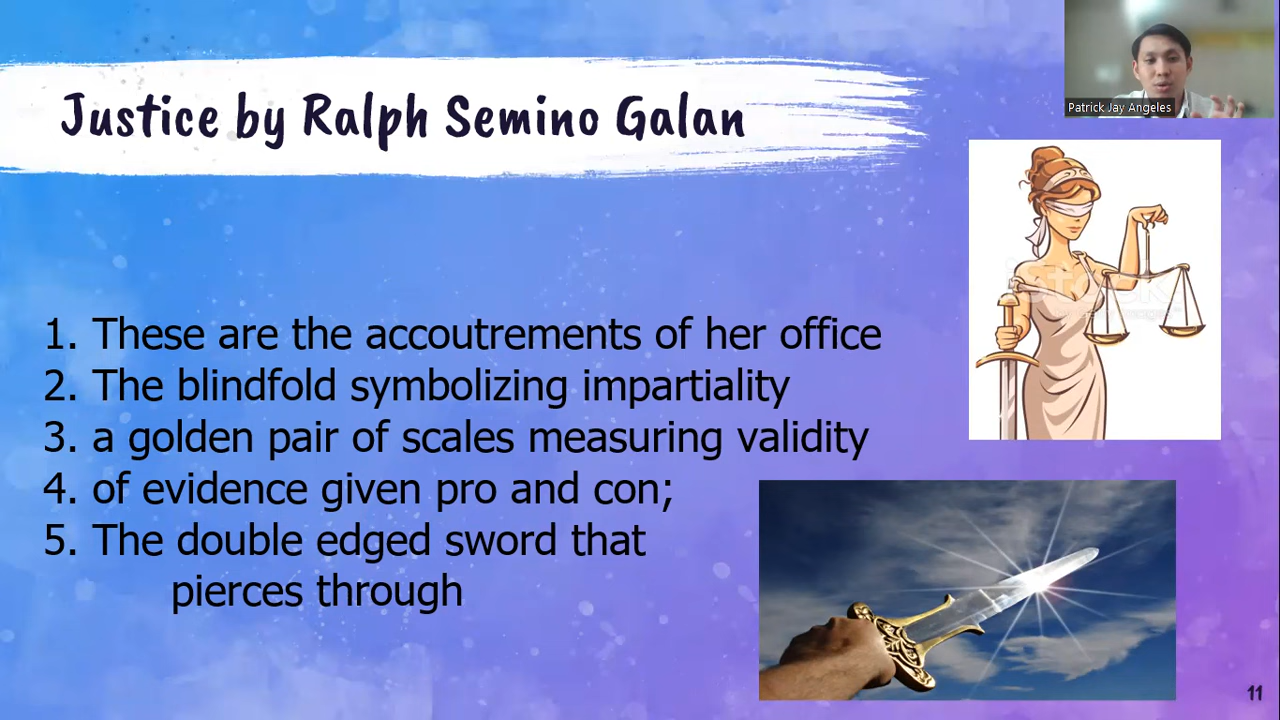 Justice by Ralph Semino Galan
Patrick Jay Angeles
1. These are the accoutrements of her office
2. The blindfold symbolizing impartiality
3. a golden pair of scales measuring validity
4. of evidence given pro and con;
5. The double edged sword that
pierces through
11